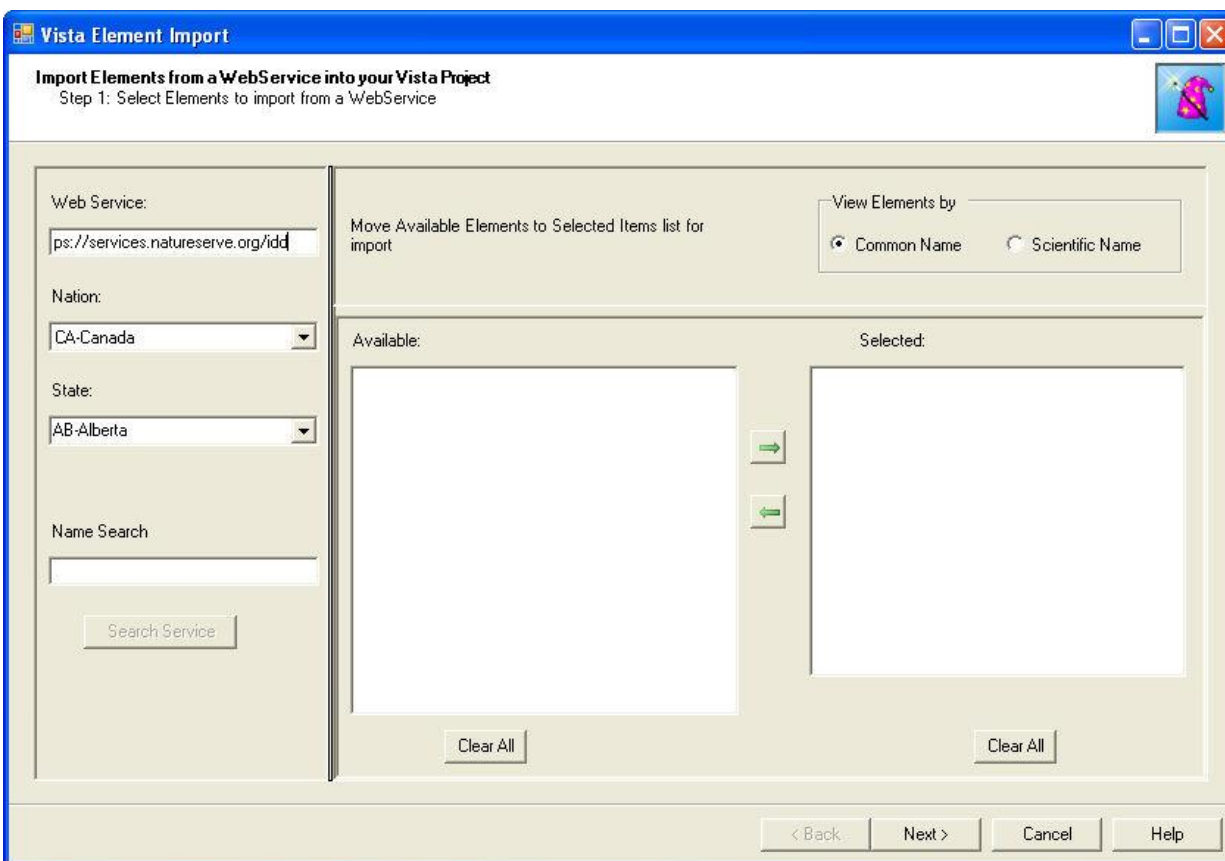 Vista Element Import
Import Elements from a WebService into your Vista Project
Step 1: Select Elements to import from a WebService
Web Service:
ps://services.natureserve.org/idd
Nation:
CA-Canada
State:
AB-Alberta
Name Search
Search Service
Move Available Elements to Selected Items list for
import
View Elements by
Common Name
Scientific Name
Available:
Selected:
Clear All
Clear All
< Back
Next >
Cancel
Help